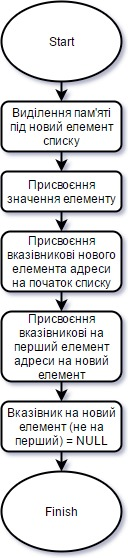 Start
Виділення пам'яті
під новий елемент
списку
Присвоєння
значення елементу
Присвоєння
вказівникові нового
елемента адреси
на початок списку
Присвоєння
вказівникові на
перший елемент
адреси на новий
елемент
Вказівник на новий
елемент (не на
перший) = NULL
Finish